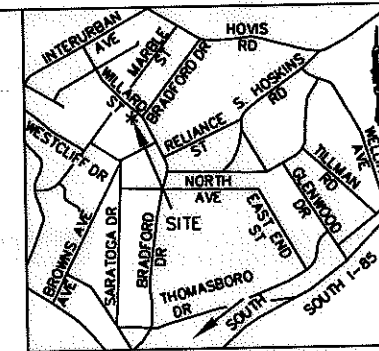 INTERURBAN
AVE
MARBLE
ST
HOVIS
RD
WILLARD
ST
BRADFORD DR
S. HOSKINS
RD
RELIANCE
ST
WESTCLIFF DR
TILLMAN
RD
NORTH
AVE
GLENWOOD
DR
SITE
EAST END
ST
BROWNS AVE
AVE
SARATOGA DR
BRADFORD
DR
THOMASBORO
DR
SOUTH
SOUTH I-85